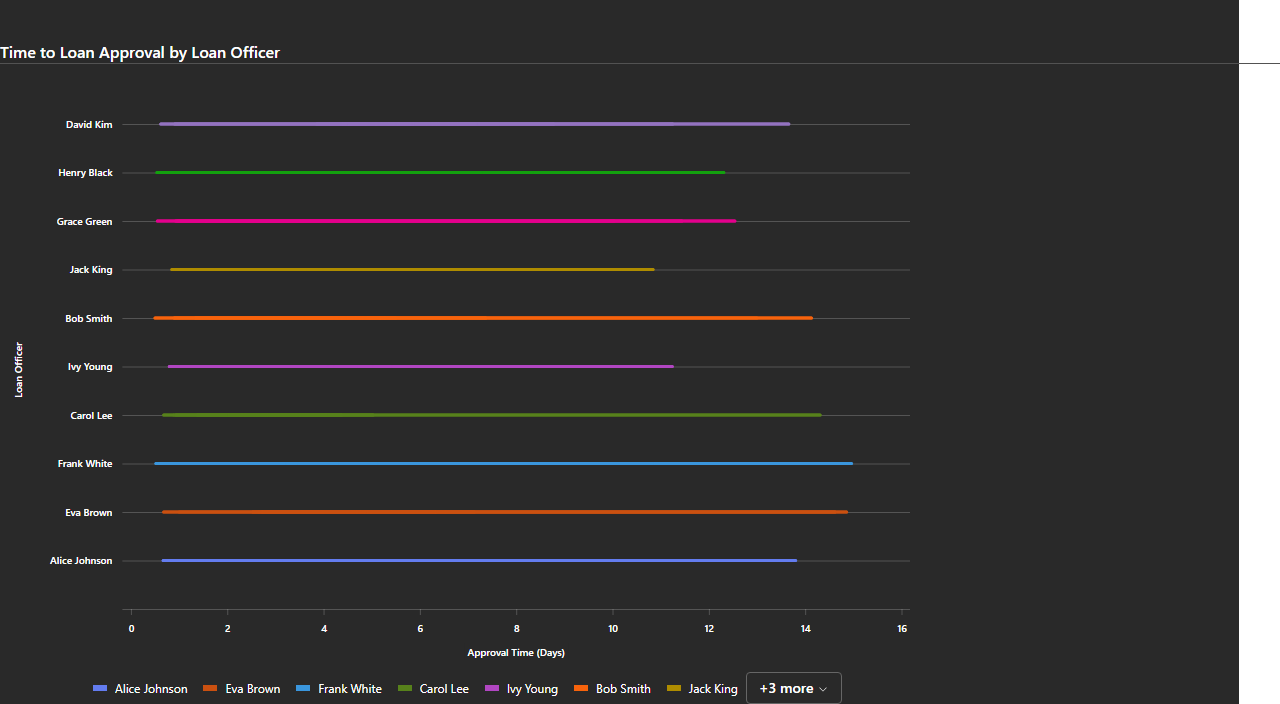 Time to Loan Approval by Loan Officer
David Kim
Henry Black
Grace Green
Jack King
Bob Smith
Ivy Young
Carol Lee
Frank White
Eva Brown
Alice Johnson
Loan Officer
0 2 4 6 8 10 12 14 16
Approval Time (Days)
Alice Johnson Eva Brown Frank White Carol Lee Ivy Young Bob Smith Jack King +3 more